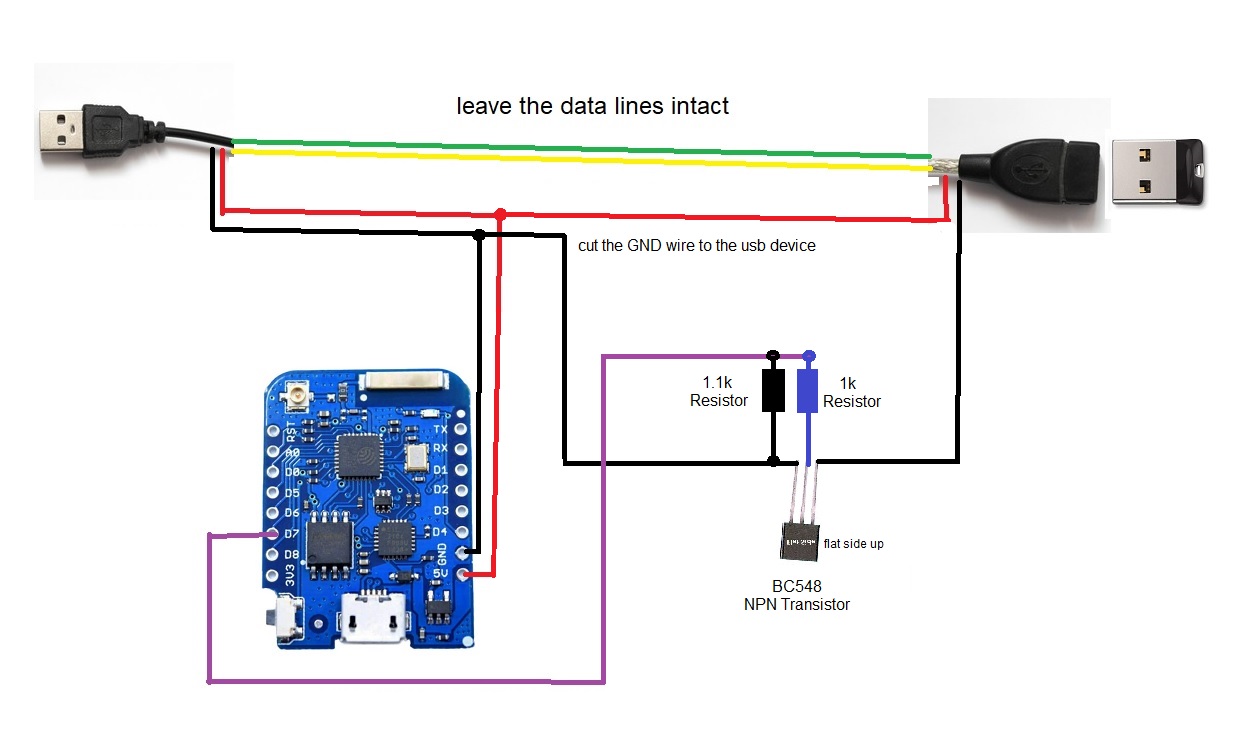 leave the data lines intact
cut the GND wire to the usb device
1.1k
Resistor
1k
Resistor
RST
A0
D0
D5
D6
D7
D8
3V3
TX
RX
D1
D2
D3
D4
GND
5V
flat side
flat side up
BC548
NPN Transistor